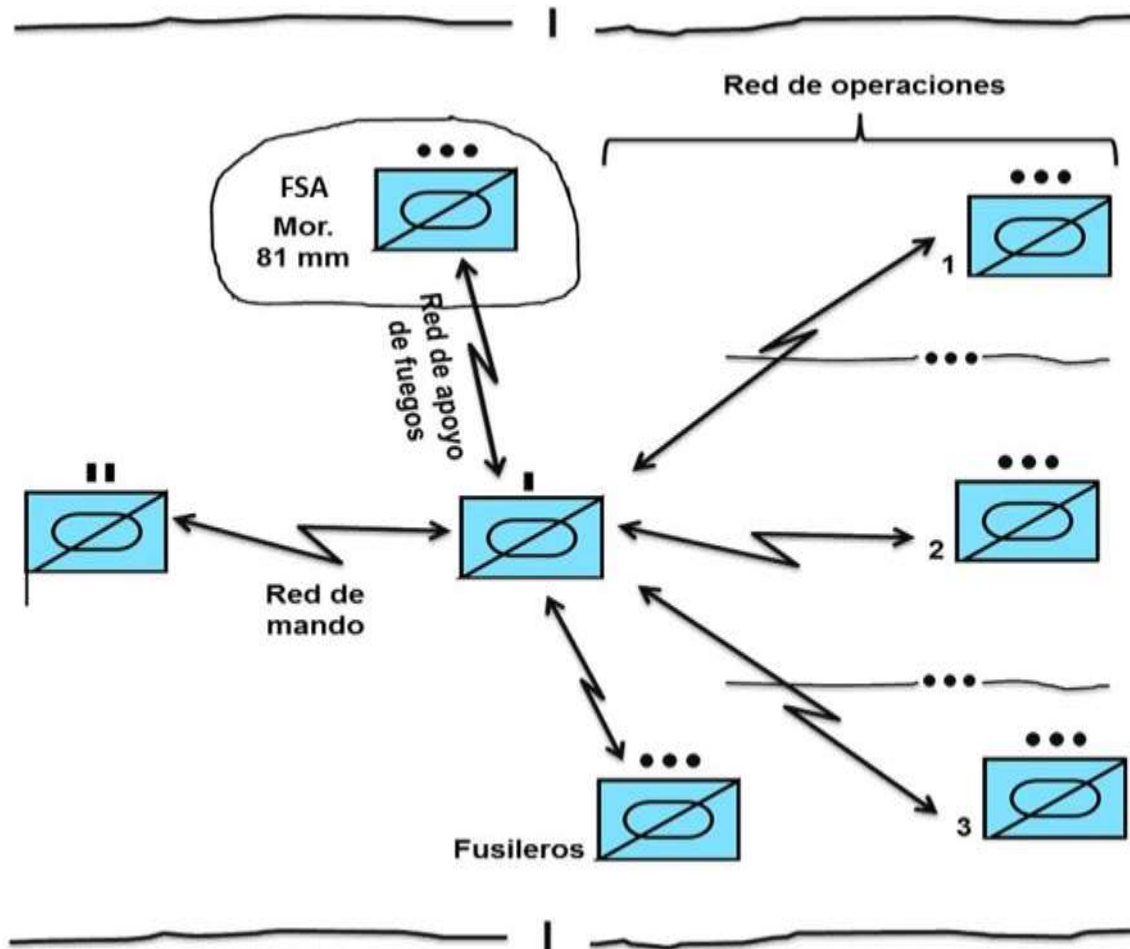 Red de operaciones
FSA
Mor.
81 mm
1
Red de apoyo
de fuegos
2
Red de
mando
3
Fusileros